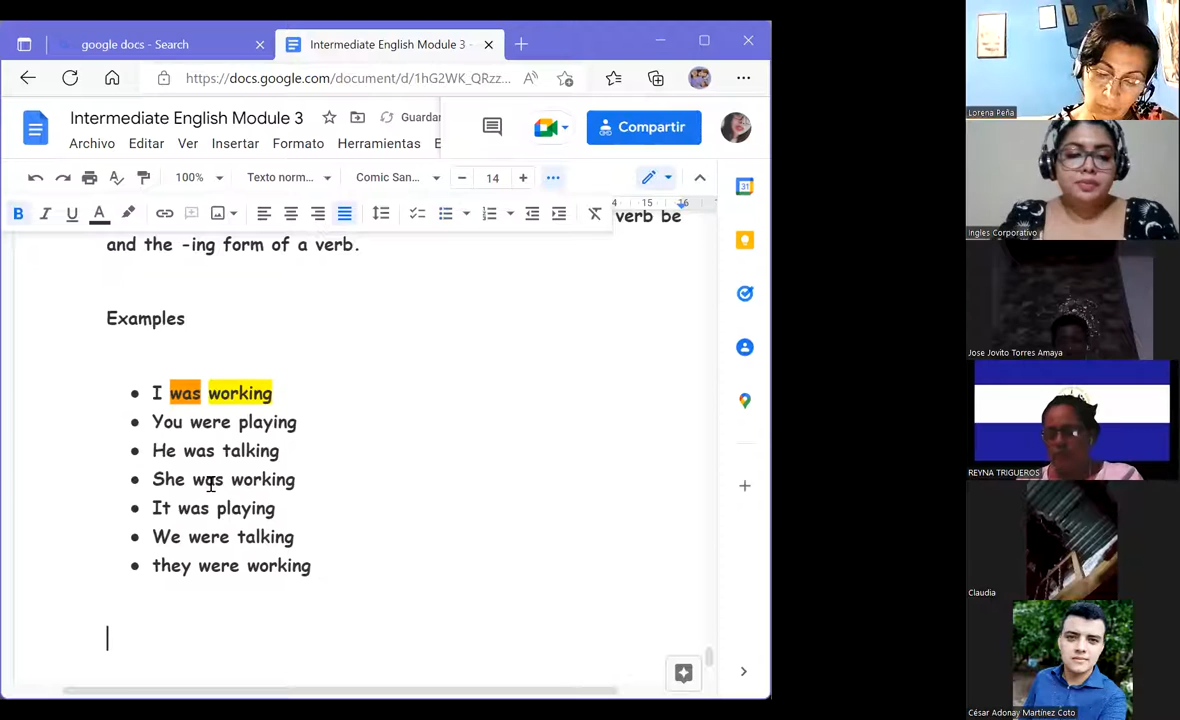 google docs - Search
Intermediate English Module 3 -
https://docs.google.com/document/d/1hG2WK_QRzz...
Intermediate English Module 3
Guardar
Compartir
Archivo Editar Ver Insertar Formato Herramientas E
100% Texto norm... Comic San... 14
14 15 16
verb be
and the -ing form of a verb.
Examples
• I was working
• You were playing
• He was talking
• She was working
• It was playing
• We were talking
• they were working
Lorena Peña
Ingles Corporativo
Jose Jovito Torres Amaya
REYNA TRIGUEROS
Claudia
César Adonay Martínez Coto